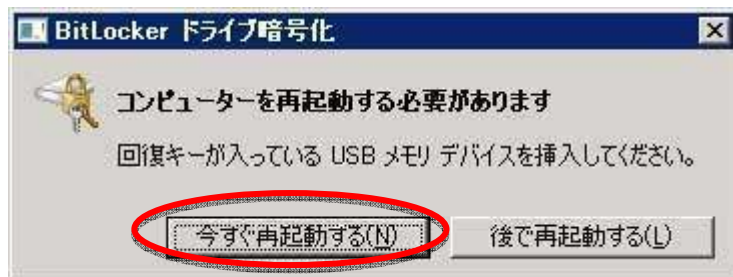 BitLocker ドライブ暗号化
コンピューターを再起動する必要があります
回復キーが入っている USB メモリ デバイスを挿入してください。
今すぐ再起動する(N) 後で再起動する(L)